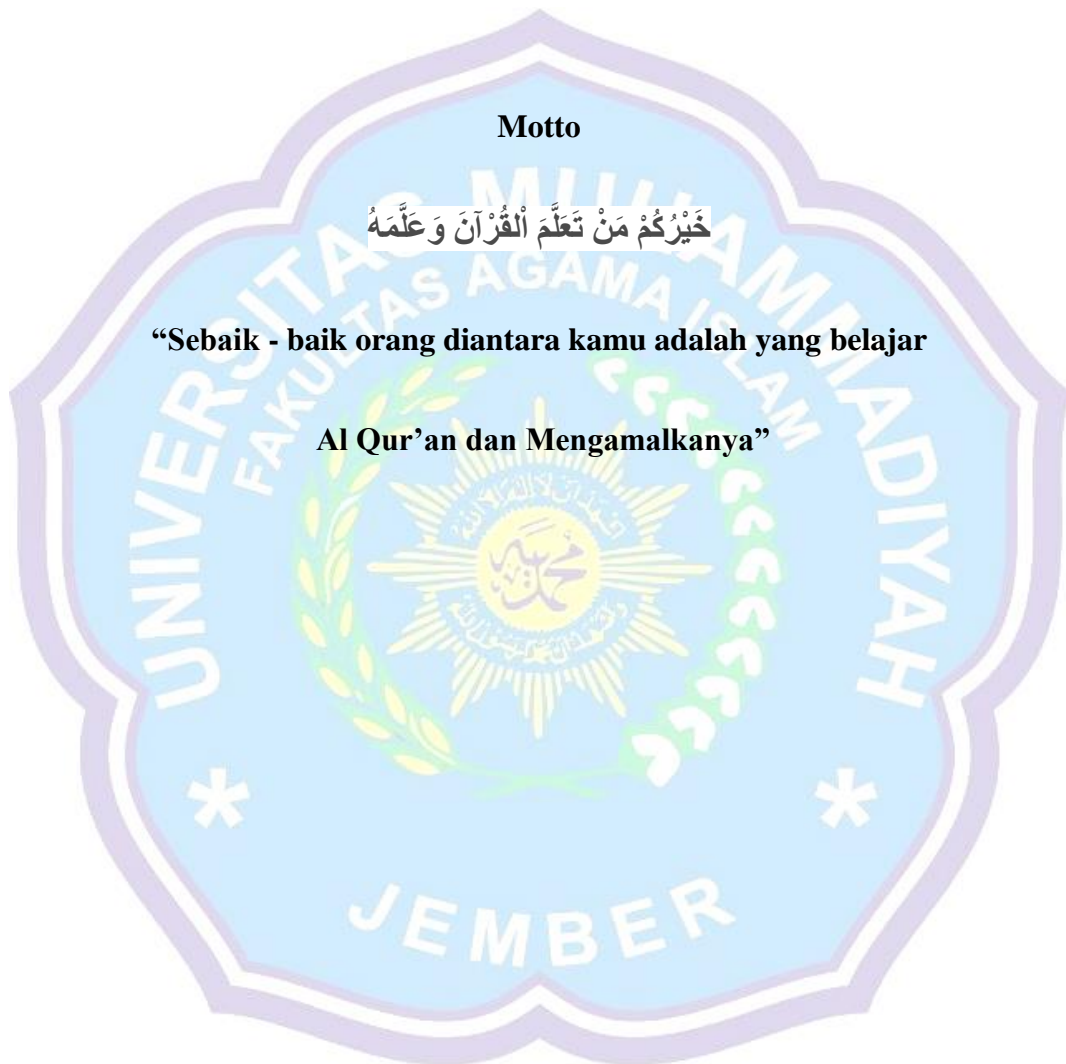 Motto
خَيْرُكُمْ مَنْ تَعَلَّمَ اْلقُرْآنَ وَعَلَّمَهُ
“Sebaik - baik orang diantara kamu adalah yang belajar
Al Qur’an dan Mengamalkanya”
UNIVERSITAS MUHAMMADIYAH
FAKULTAS AGAMA ISLAM
JEMBER